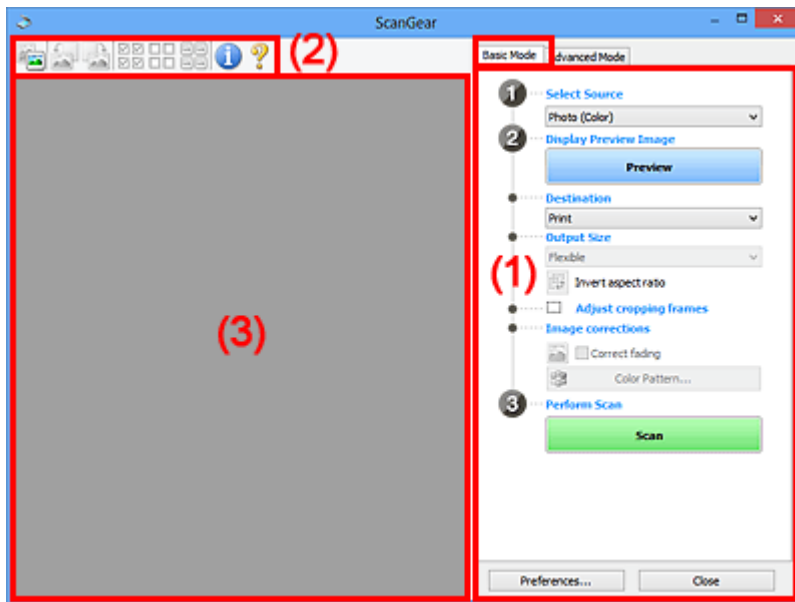 ScanGear
(2)
Basic Mode
Advanced Mode
1 Select Source
Photo (Color)
2 Display Preview Image
Preview
Destination
Print
Output Size
Flexible
(1)
Invert aspect ratio
Adjust cropping frames
(3)
Image corrections
Correct fading
Color Pattern...
3 Perform Scan
Scan
Preferences...
Close